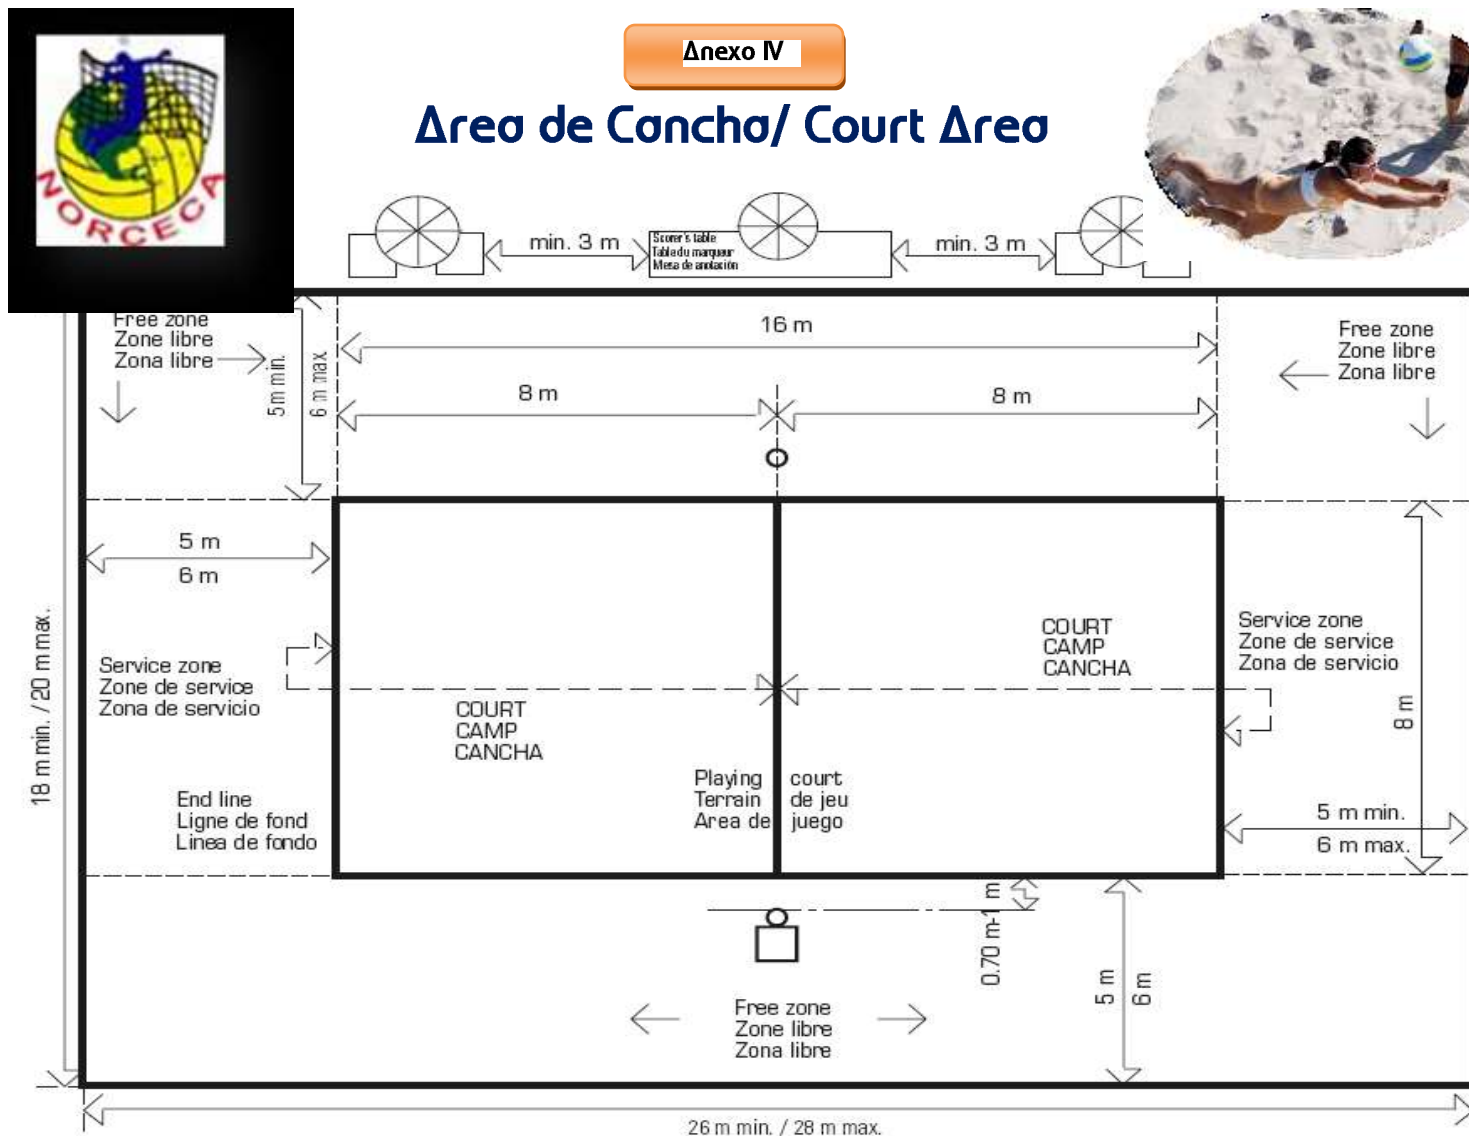 Anexo IV
Area de Cancha/ Court Area
NORCECA
min. 3 m
Scorer's table
Table du marqueur
Mesa de anotación
min. 3 m
Free zone
Zone libre
Zona libre
5 m min.
6 m max.
16 m
8 m
8 m
Free zone
Zone libre
Zona libre
5 m
6 m
18 m min. / 20 m max.
Service zone
Zone de service
Zona de servicio
COURT
CAMP
CANCHA
COURT
CAMP
CANCHA
Service zone
Zone de service
Zona de servicio
8 m
End line
Ligne de fond
Linea de fondo
Playing court
Terrain de jeu
Area de juego
5 m min.
6 m max.
0.70 m-1 m
5 m
6 m
Free zone
Zone libre
Zona libre
26 m min. / 28 m max.